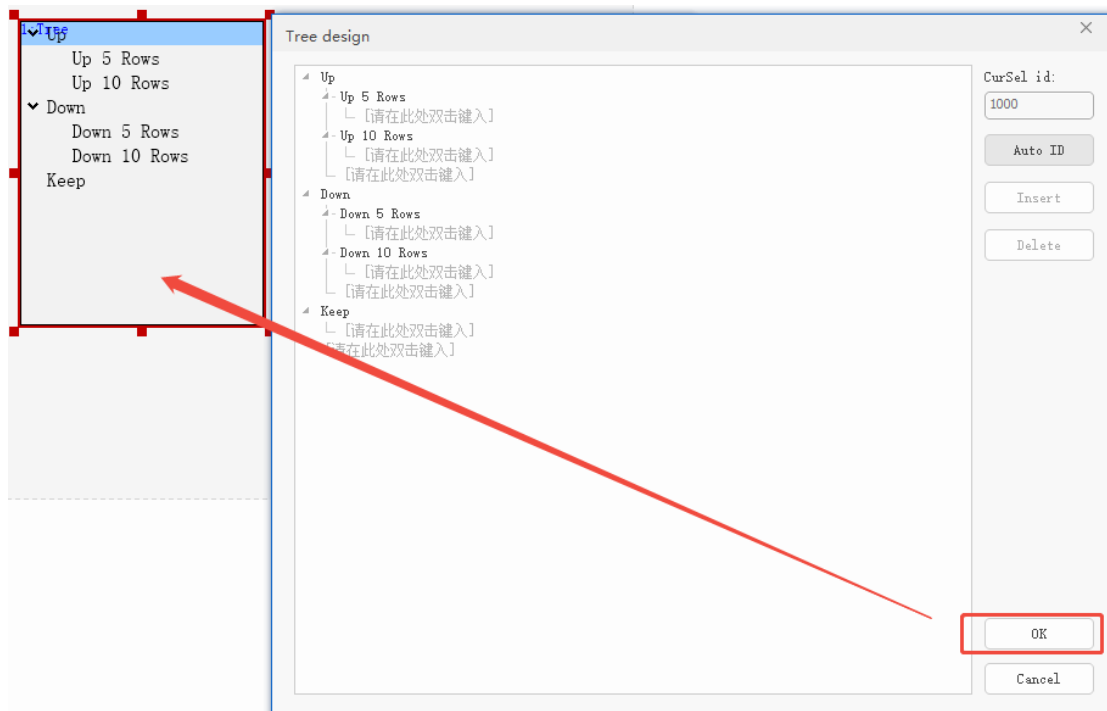 1:Tree
Up
Up 5 Rows
Up 10 Rows
Down
Down 5 Rows
Down 10 Rows
Keep
Tree design
Up
Up 5 Rows
[请在此处双击键入]
Up 10 Rows
[请在此处双击键入]
[请在此处双击键入]
Down
Down 5 Rows
[请在此处双击键入]
Down 10 Rows
[请在此处双击键入]
[请在此处双击键入]
Keep
[请在此处双击键入]
[请在此处双击键入]
CurSel id:
1000
Auto ID
Insert
Delete
OK
Cancel